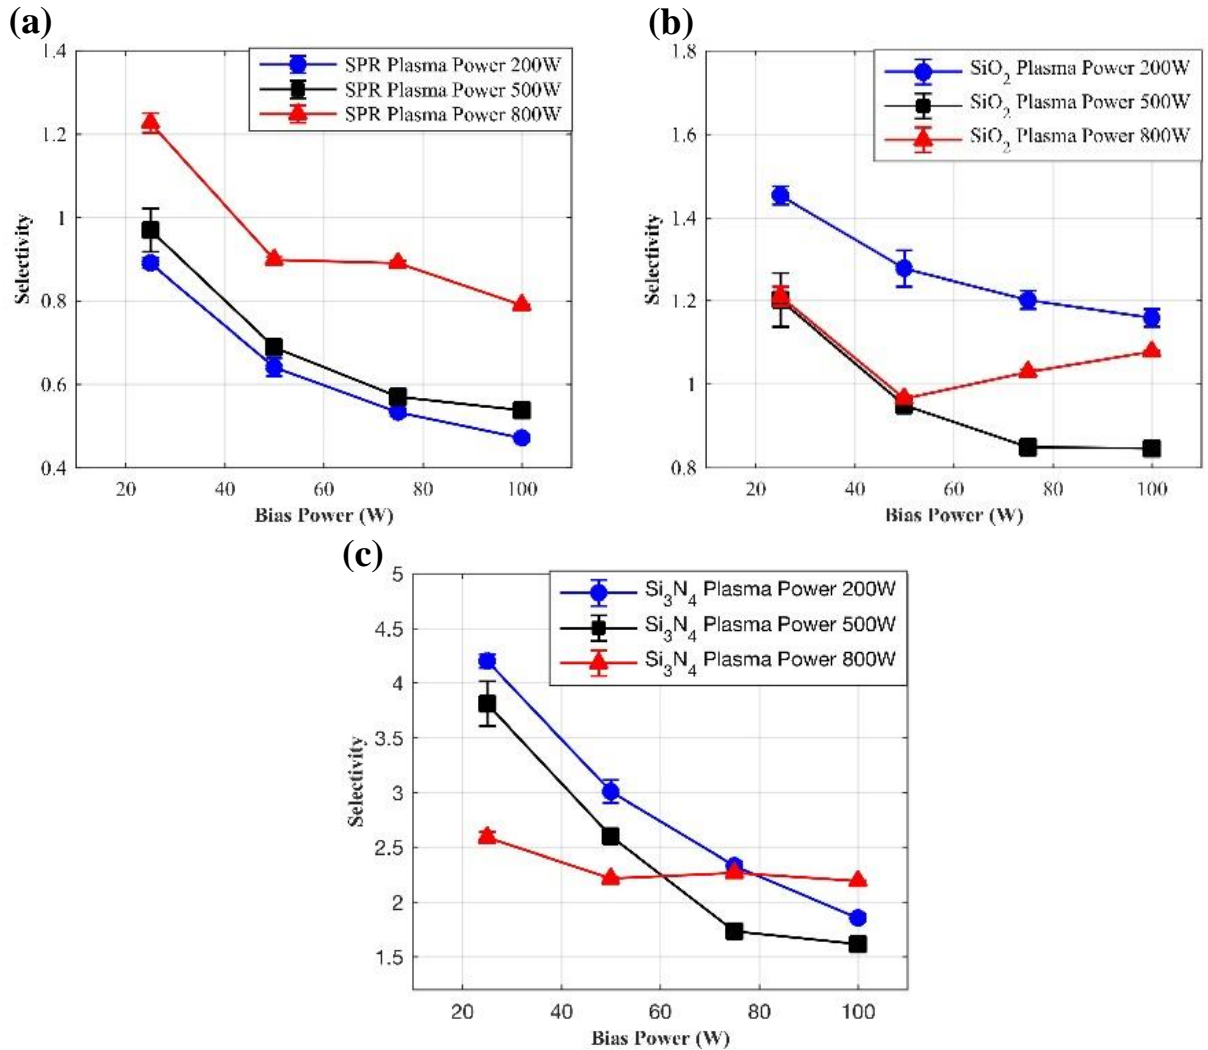 (a)
1.4
1.2
1
0.8
0.6
0.4
Selectivity
SPR Plasma Power 200W
SPR Plasma Power 500W
SPR Plasma Power 800W
20 40 60 80 100
Bias Power (W)
(b)
1.8
1.6
1.4
1.2
1
0.8
Selectivity
SiO2 Plasma Power 200W
SiO2 Plasma Power 500W
SiO2 Plasma Power 800W
20 40 60 80 100
Bias Power (W)
(c)
5
4.5
4
3.5
3
2.5
2
1.5
Selectivity
Si3N4 Plasma Power 200W
Si3N4 Plasma Power 500W
Si3N4 Plasma Power 800W
20 40 60 80 100
Bias Power (W)